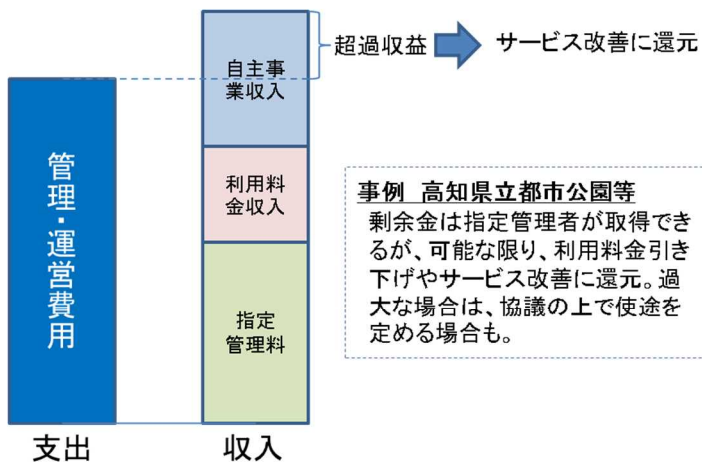 超過収益
サービス改善に還元
自主事
業収入
管理・運営費用
利用料
金収入
指定
管理料
事例 高知県立都市公園等
剰余金は指定管理者が取得でき
るが、可能な限り、利用料金引き
下げやサービス改善に還元。過
大な場合は、協議の上で使途を
定める場合も。
支出
収入